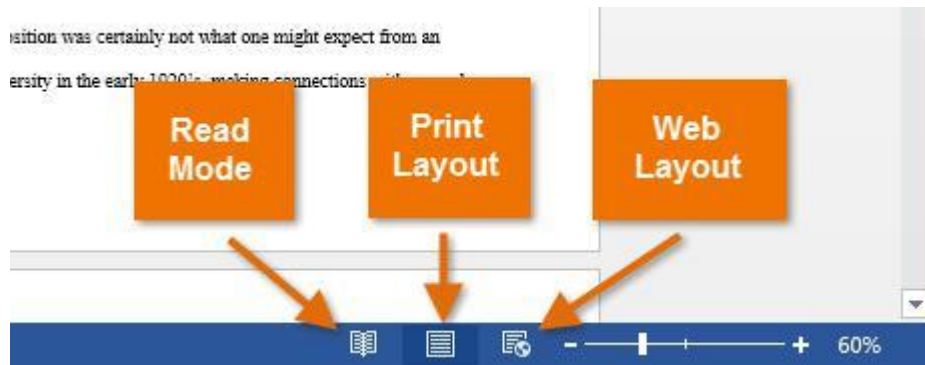 sition was certainly not what one might expect from an
ersity in the early 1920's, making connections
Read
Mode
Print
Layout
Web
Layout
60%